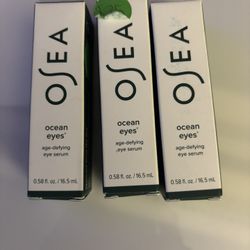 OSEA
ocean
eyes®
age-defying
eye serum
0.58 fl. oz. / 16.5 mL
OSEA
ocean
eyes®
age-defying
eye serum
0.58 fl. oz. / 16.5 mL
OSEA
ocean
eyes®
age-defying
eye serum
0.58 fl. oz. / 16.5 mL